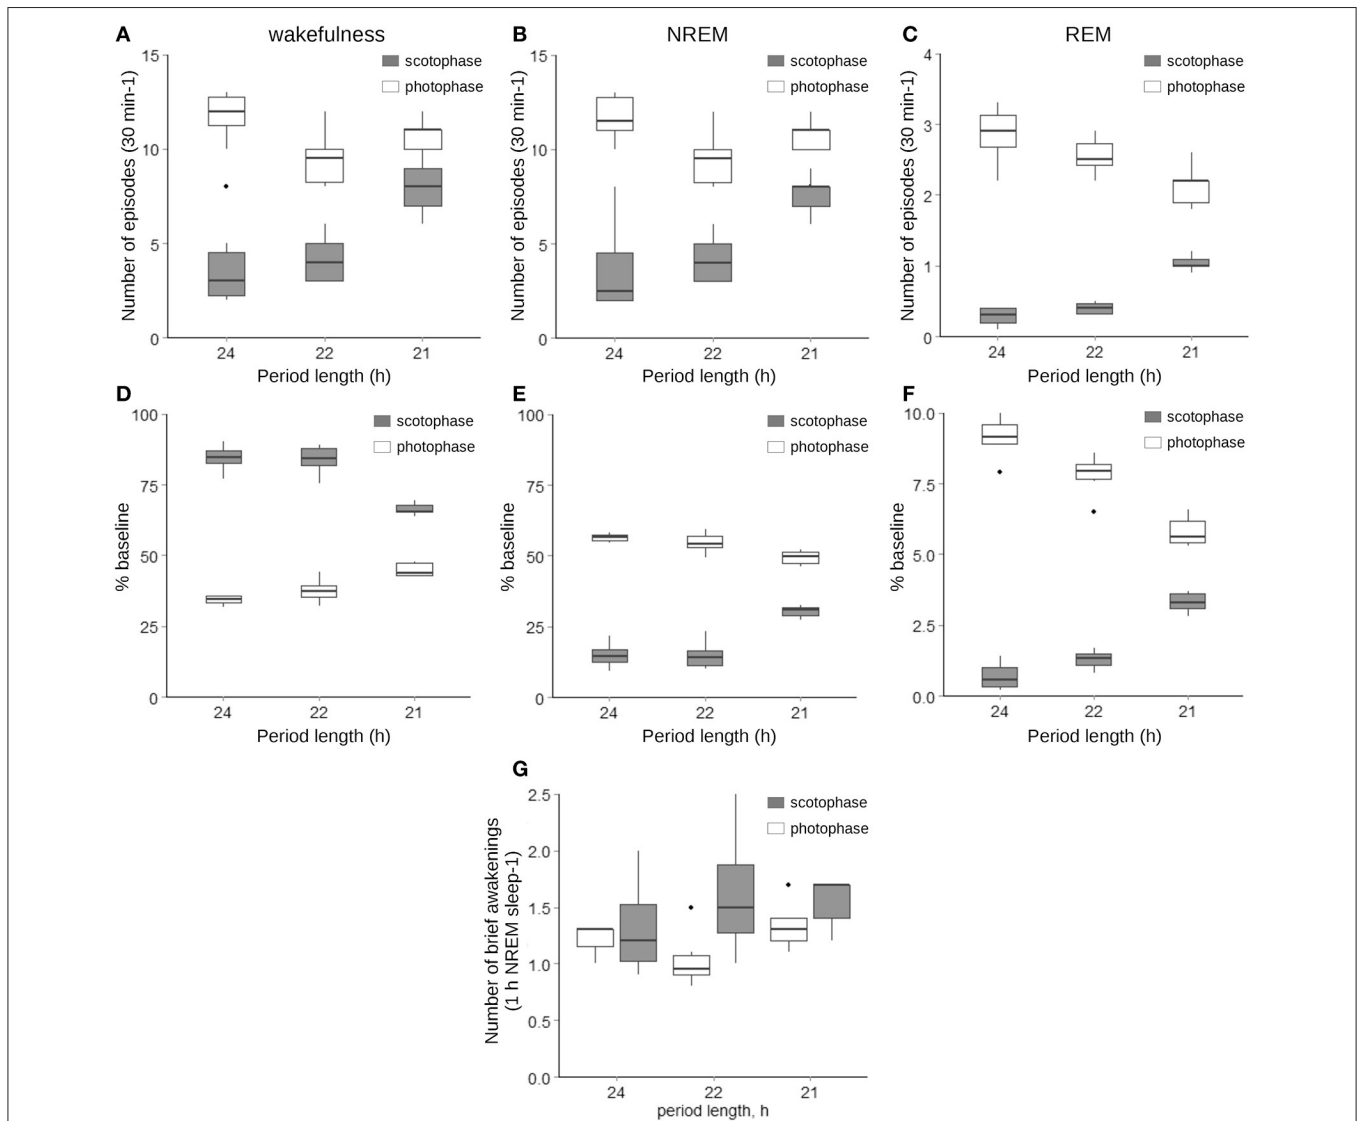 A
wakefulness
B
NREM
C
REM
15
10
5
0
Number of episodes (30 min-1)
scotophase
photophase
24
22
21
Period length (h)
15
10
5
0
Number of episodes (30 min-1)
scotophase
photophase
24
22
21
Period length (h)
4
3
2
1
0
Number of episodes (30 min-1)
scotophase
photophase
24
22
21
Period length (h)
D
100
75
50
25
0
% baseline
scotophase
photophase
24
22
21
Period length (h)
E
100
75
50
25
0
% baseline
scotophase
photophase
24
22
21
Period length (h)
F
10.0
7.5
5.0
2.5
0.0
% baseline
scotophase
photophase
24
22
21
Period length (h)
G
2.5
2.0
1.5
1.0
0.5
0.0
Number of brief awakenings
(1 h NREM sleep-1)
scotophase
photophase
24
22
21
period length, h